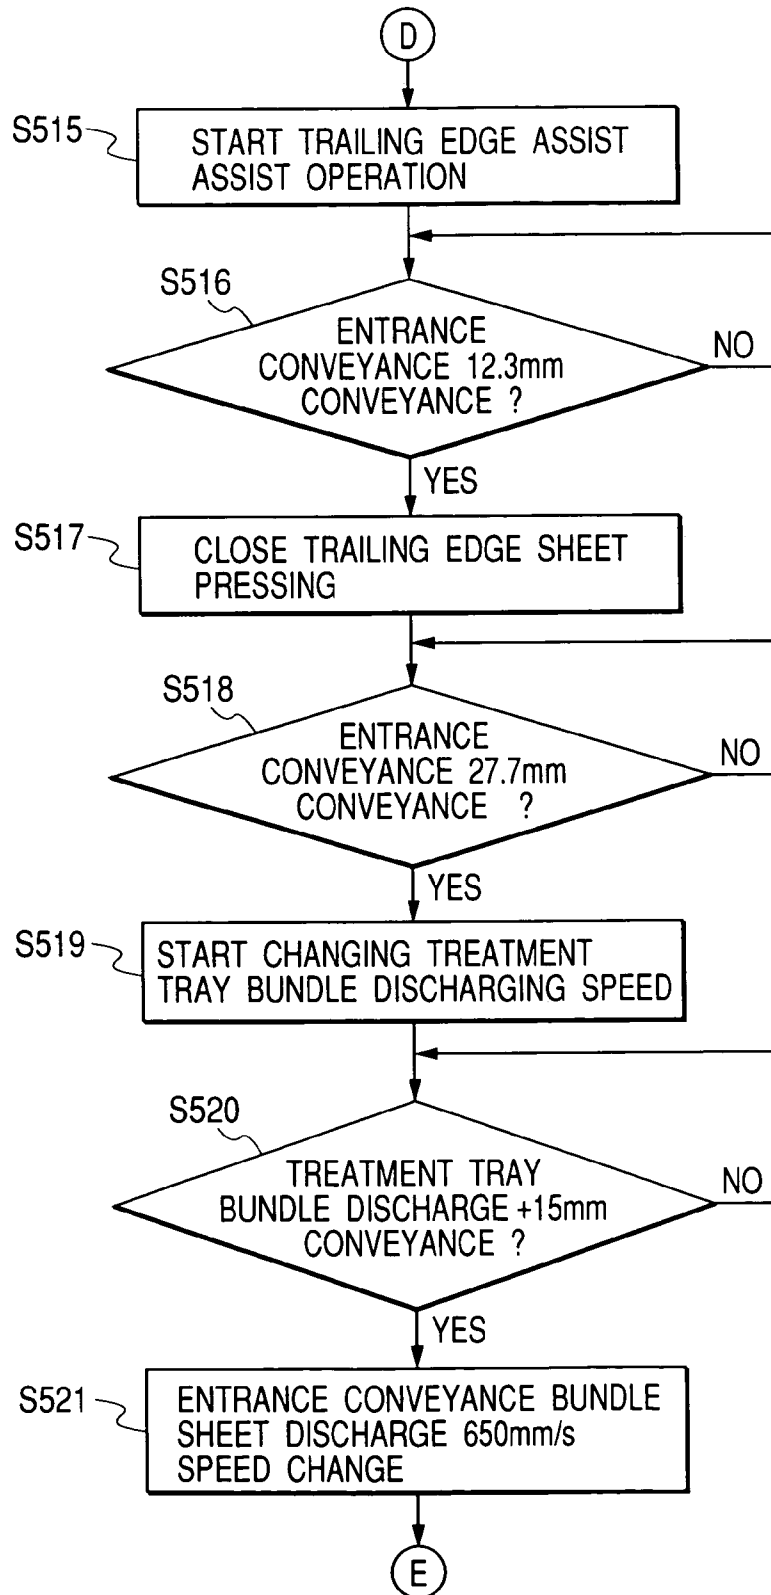 D
S515
START TRAILING EDGE ASSIST
ASSIST OPERATION
S516
ENTRANCE
CONVEYANCE 12.3mm
CONVEYANCE ?
NO
YES
S517
CLOSE TRAILING EDGE SHEET
PRESSING
S518
ENTRANCE
CONVEYANCE 27.7mm
CONVEYANCE ?
NO
YES
S519
START CHANGING TREATMENT
TRAY BUNDLE DISCHARGING SPEED
S520
TREATMENT TRAY
BUNDLE DISCHARGE +15mm
CONVEYANCE ?
NO
YES
S521
ENTRANCE CONVEYANCE BUNDLE
SHEET DISCHARGE 650mm/s
SPEED CHANGE
E